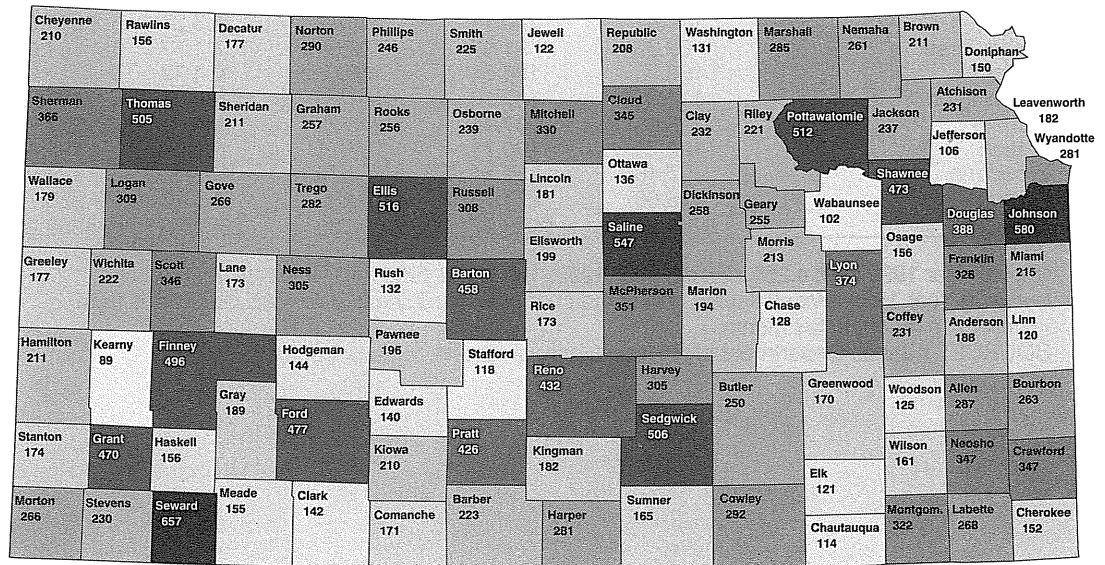 Cheyenne
210
Rawlins
156
Decatur
177
Norton
290
Phillips
246
Smith
225
Jewell
122
Republic
208
Washington
131
Marshall
285
Nemaha
261
Brown
211
Doniphan
150
Sherman
366
Thomas
505
Sheridan
211
Graham
257
Rooks
256
Osborne
239
Mitchell
330
Cloud
345
Clay
232
Riley
221
Pottawatomie
512
Jackson
237
Atchison
231
Jefferson
106
Leavenworth
182
Wyandotte
281
Wallace
179
Logan
309
Gove
266
Trego
282
Ellis
516
Russell
308
Lincoln
181
Ottawa
136
Saline
547
Dickinson
258
Geary
255
Wabaunsee
102
Shawnee
473
Douglas
388
Johnson
580
Greeley
177
Wichita
222
Scott
346
Lane
173
Ness
305
Rush
132
Barton
458
Ellsworth
199
Rice
173
McPherson
351
Marion
194
Morris
213
Chase
128
Lyon
374
Osage
156
Franklin
326
Miami
215
Coffey
231
Anderson
188
Linn
120
Hamilton
211
Kearny
89
Finney
496
Gray
189
Hodgeman
144
Ford
477
Pawnee
196
Edwards
140
Stafford
118
Reno
432
Harvey
305
Sedgwick
506
Butler
250
Greenwood
170
Woodson
125
Allen
287
Bourbon
263
Stanton
174
Grant
470
Haskell
156
Kiowa
210
Pratt
426
Kingman
182
Elk
121
Wilson
161
Neosho
347
Crawford
347
Morton
266
Stevens
230
Seward
657
Meade
155
Clark
142
Comanche
171
Barber
223
Harper
281
Sumner
165
Cowley
292
Chautauqua
114
Montgom.
322
Labette
268
Cherokee
152